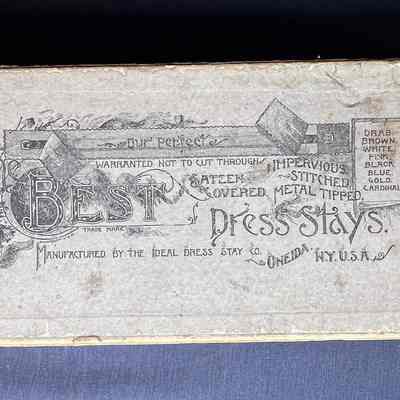 "Our Perfect"
WARRANTED NOT TO CUT THROUGH
IMPERVIOUS
STITCHED
METAL TIPPED.
SATEEN
COVERED.
BEST
TRADE MARK
DRESS STAYS.
MANUFACTURED BY THE IDEAL DRESS STAY CO.
ONEIDA, N.Y. U.S.A.
DRAB.
BROWN.
WHITE.
PINK.
BLACK.
BLUE.
GOLD.
CARDINAL